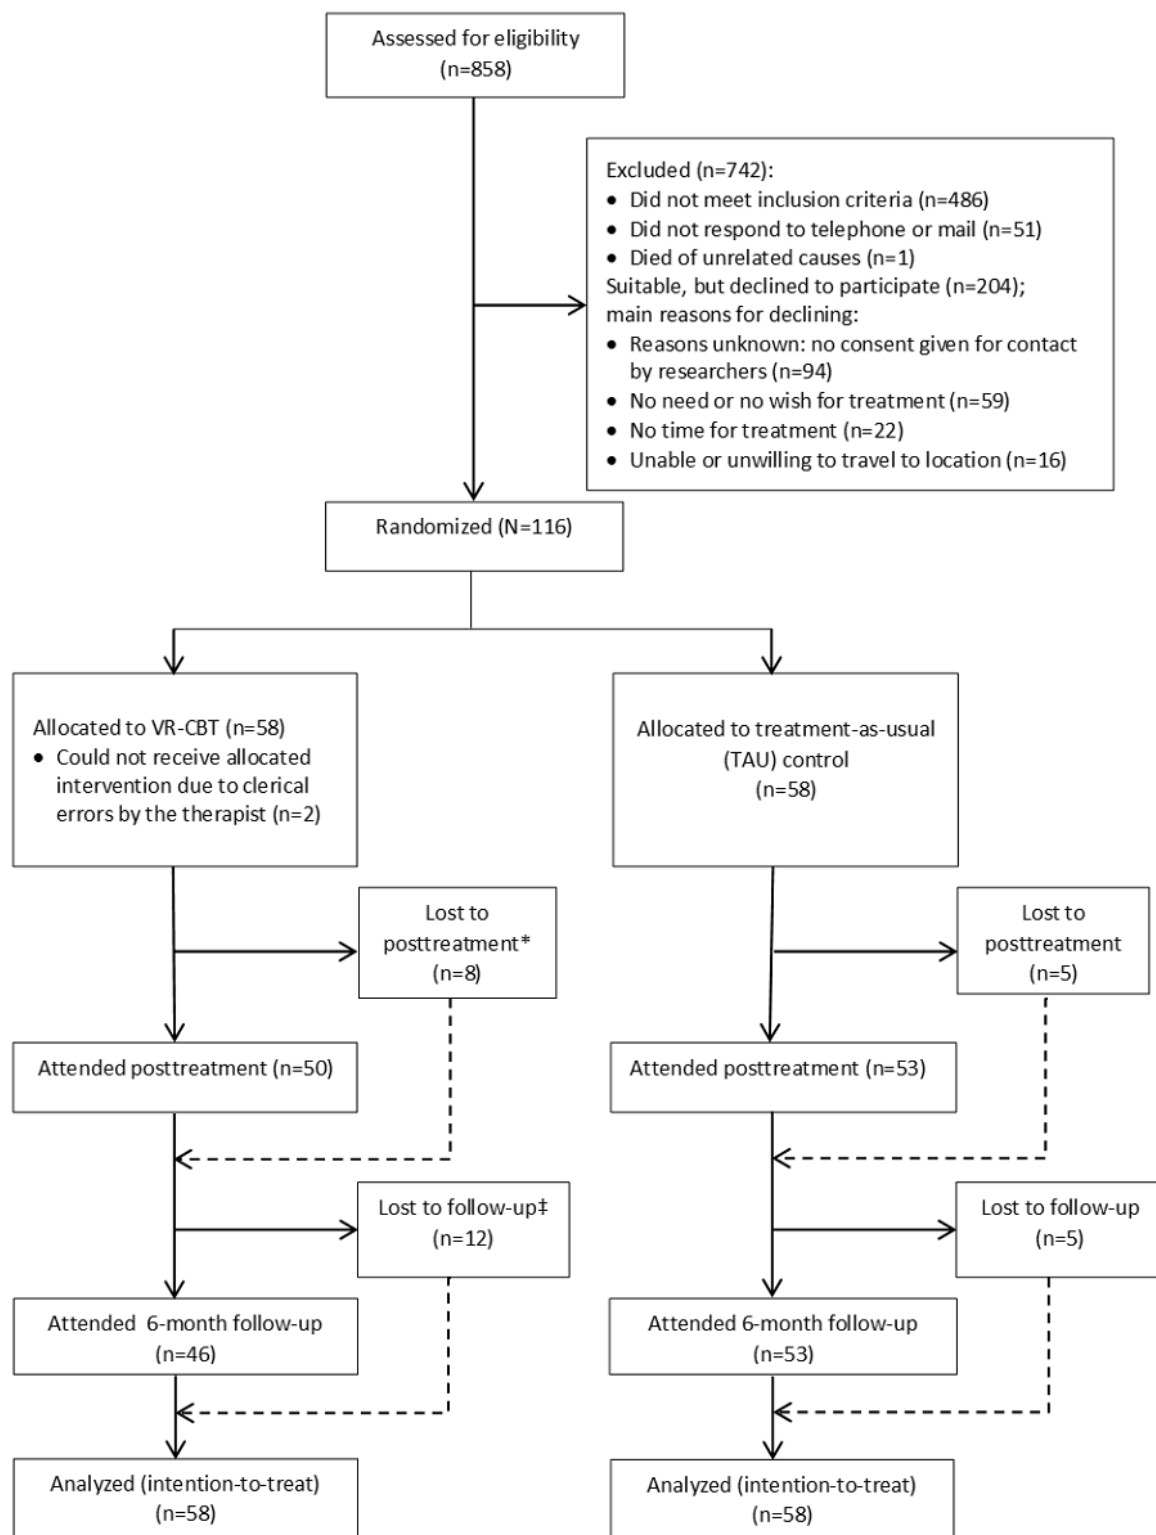 Assessed for eligibility
(n=858)
Excluded (n=742):
• Did not meet inclusion criteria (n=486)
• Did not respond to telephone or mail (n=51)
• Died of unrelated causes (n=1)
Suitable, but declined to participate (n=204);
main reasons for declining:
• Reasons unknown: no consent given for contact
by researchers (n=94)
• No need or no wish for treatment (n=59)
• No time for treatment (n=22)
• Unable or unwilling to travel to location (n=16)
Randomized (N=116)
Allocated to VR-CBT (n=58)
• Could not receive allocated
intervention due to clerical
errors by the therapist (n=2)
Allocated to treatment-as-usual
(TAU) control
(n=58)
Lost to
posttreatment*
(n=8)
Lost to
posttreatment
(n=5)
Attended posttreatment (n=50)
Attended posttreatment (n=53)
Lost to follow-up‡
(n=12)
Lost to follow-up
(n=5)
Attended 6-month follow-up
(n=46)
Attended 6-month follow-up
(n=53)
Analyzed (intention-to-treat)
(n=58)
Analyzed (intention-to-treat)
(n=58)